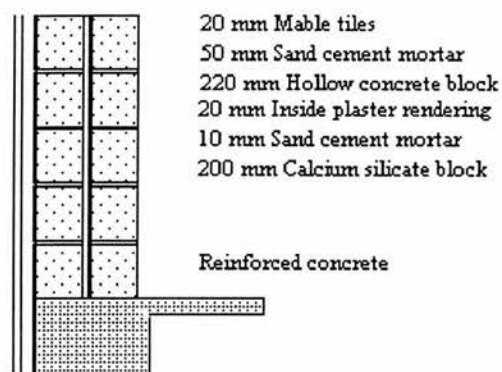 20 mm Mable tiles
50 mm Sand cement mortar
220 mm Hollow concrete block
20 mm Inside plaster rendering
10 mm Sand cement mortar
200 mm Calcium silicate block
Reinforced concrete